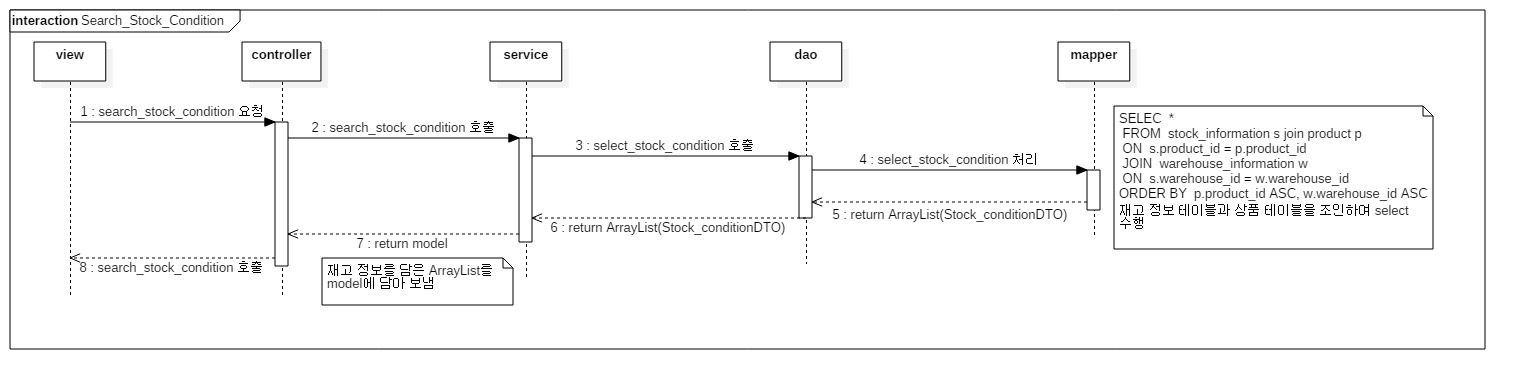 interaction Search_Stock_Condition
view
controller
service
dao
mapper
1 : search_stock_condition 요청
2 : search_stock_condition 호출
3 : select_stock_condition 호출
4 : select_stock_condition 처리
5 : return ArrayList(Stock_conditionDTO)
6 : return ArrayList(Stock_conditionDTO)
7 : return model
8 : search_stock_condition 호출
재고 정보를 담은 ArrayList를
model에 담아 보냄
SELEC *
FROM stock_information s join product p
ON s.product_id = p.product_id
JOIN warehouse_information w
ON s.warehouse_id = w.warehouse_id
ORDER BY p.product_id ASC, w.warehouse_id ASC
재고 정보 테이블과 상품 테이블을 조인하여 select
수행